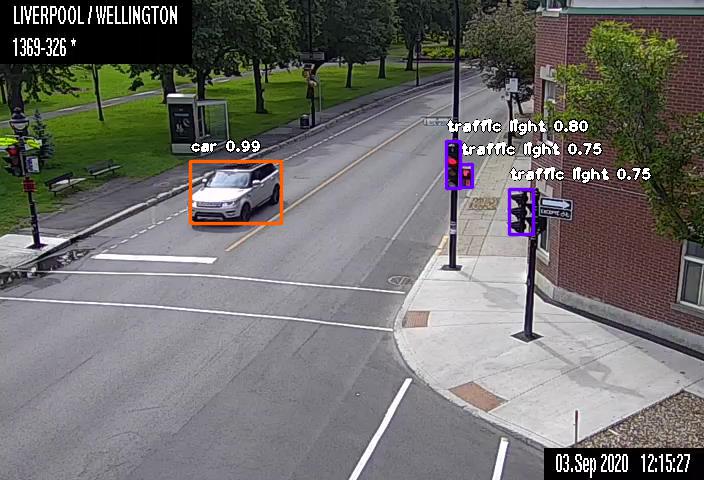 LIVERPOOL / WELLINGTON
1369-326 *
traffic light 0.80
traffic light 0.75
car 0.99
traffic light 0.75
EXCEPTÉ
03.Sep 2020 12:15:27